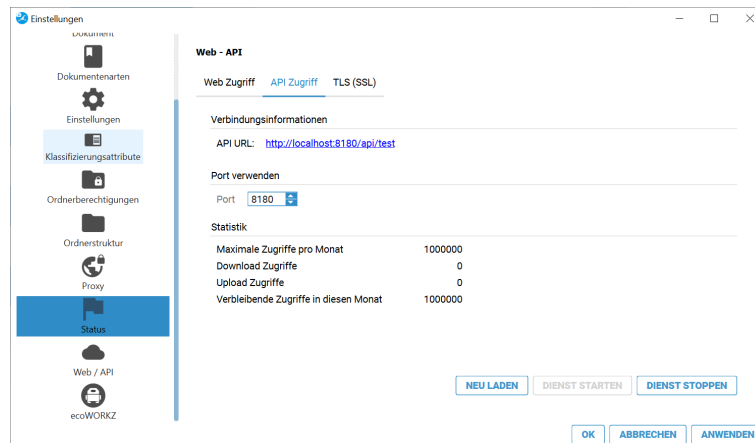 Einstellungen
Dokument
Dokumentenarten
Einstellungen
Klassifizierungsattribute
Ordnerberechtigungen
Ordnerstruktur
Proxy
Status
Web / API
ecoWORKZ
Web - API
Web Zugriff API Zugriff TLS (SSL)
Verbindungsinformationen
API URL: http://localhost:8180/api/test
Port verwenden
Port 8180
Statistik
Maximale Zugriffe pro Monat 1000000
Download Zugriffe 0
Upload Zugriffe 0
Verbleibende Zugriffe in diesen Monat 1000000
NEU LADEN DIENST STARTEN DIENST STOPPEN
OK ABBRECHEN ANWENDEN